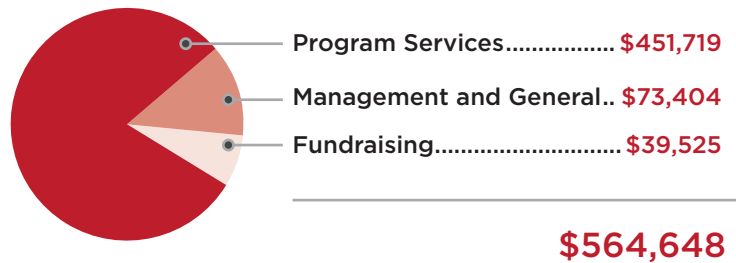 Program Services................. $451,719
Management and General.. $73,404
Fundraising............................. $39,525
$564,648